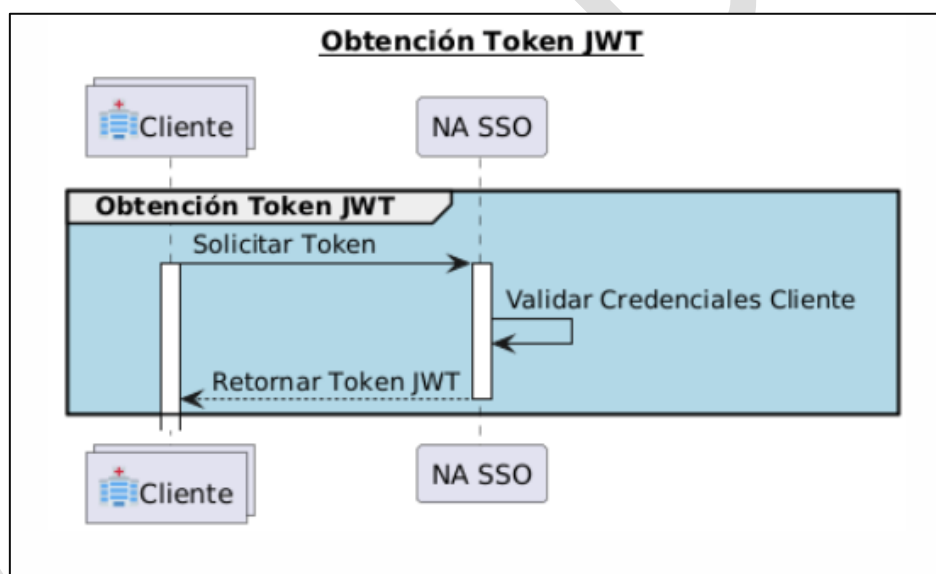 Obtención Token JWT
Cliente
NA SSO
Obtención Token JWT
Solicitar Token
Validar Credenciales Cliente
Retornar Token JWT
Cliente
NA SSO